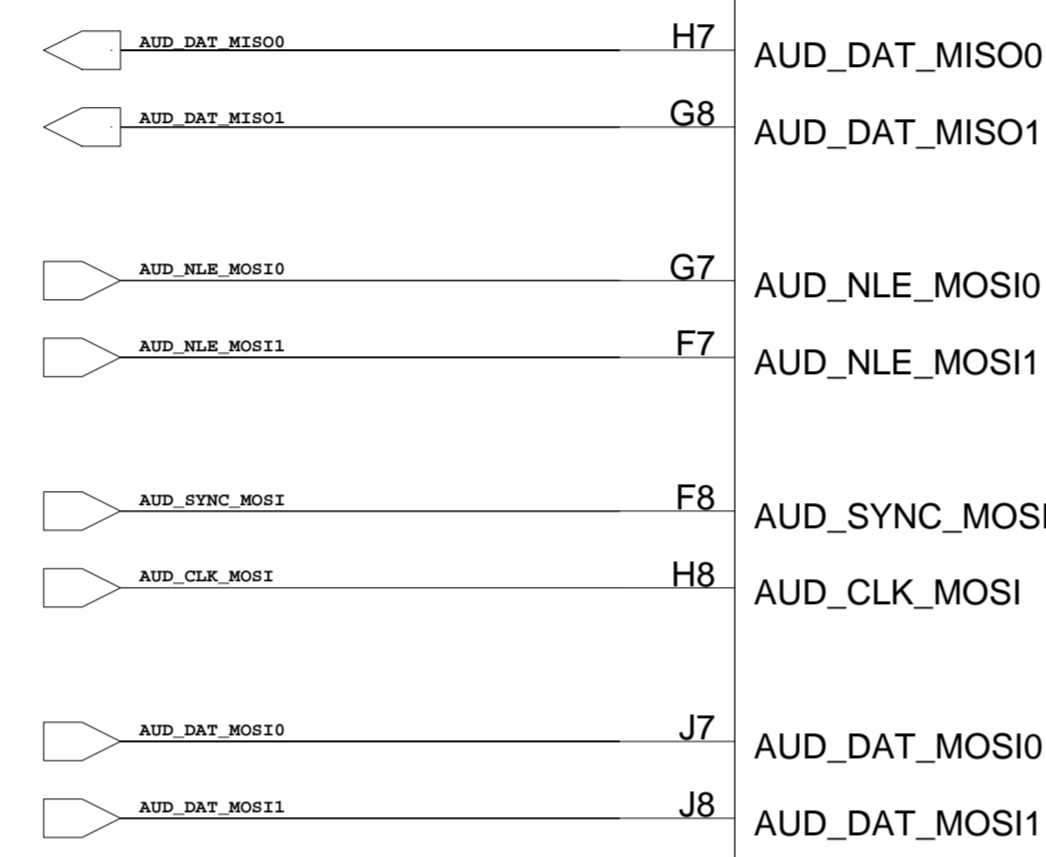 AUD_DAT_MISO0 H7 AUD_DAT_MISO0
AUD_DAT_MISO1 G8 AUD_DAT_MISO1
AUD_NLE_MOSI0 G7 AUD_NLE_MOSI0
AUD_NLE_MOSI1 F7 AUD_NLE_MOSI1
AUD_SYNC_MOSI F8 AUD_SYNC_MOSI
AUD_CLK_MOSI H8 AUD_CLK_MOSI
AUD_DAT_MOSI0 J7 AUD_DAT_MOSI0
AUD_DAT_MOSI1 J8 AUD_DAT_MOSI1